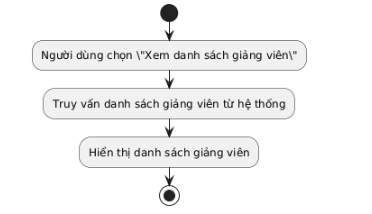 Người dùng chọn \"Xem danh sách giảng viên\"
Truy vấn danh sách giảng viên từ hệ thống
Hiển thị danh sách giảng viên